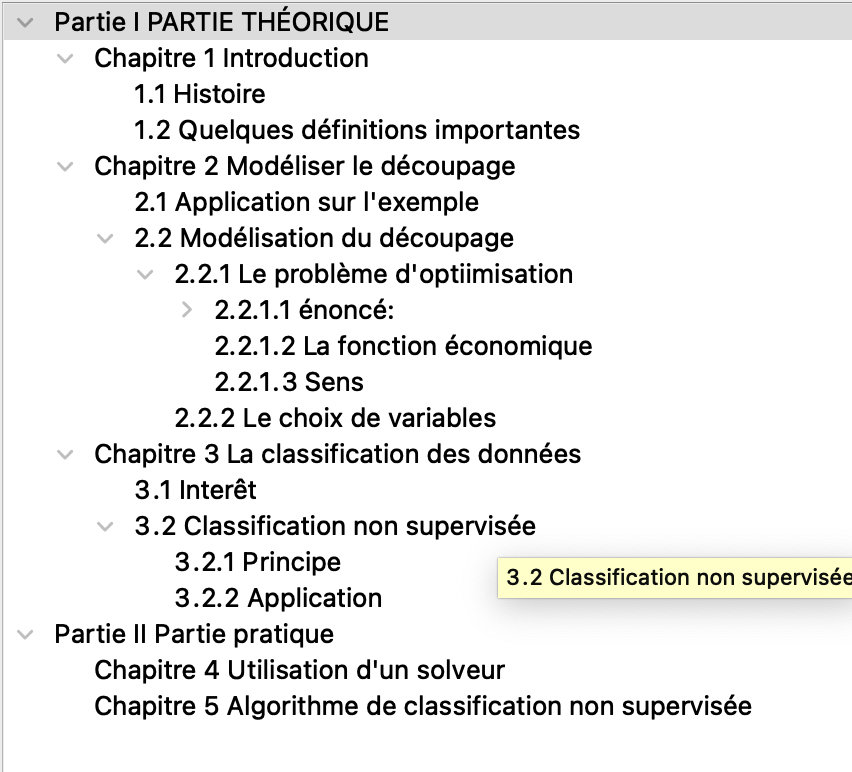 Partie I PARTIE THÉORIQUE
Chapitre 1 Introduction
1.1 Histoire
1.2 Quelques définitions importantes
Chapitre 2 Modéliser le découpage
2.1 Application sur l'exemple
2.2 Modélisation du découpage
2.2.1 Le problème d'optiimisation
2.2.1.1 énoncé:
2.2.1.2 La fonction économique
2.2.1.3 Sens
2.2.2 Le choix de variables
Chapitre 3 La classification des données
3.1 Interêt
3.2 Classification non supervisée
3.2.1 Principe
3.2 Classification non supervisée
3.2.2 Application
Partie II Partie pratique
Chapitre 4 Utilisation d'un solveur
Chapitre 5 Algorithme de classification non supervisée